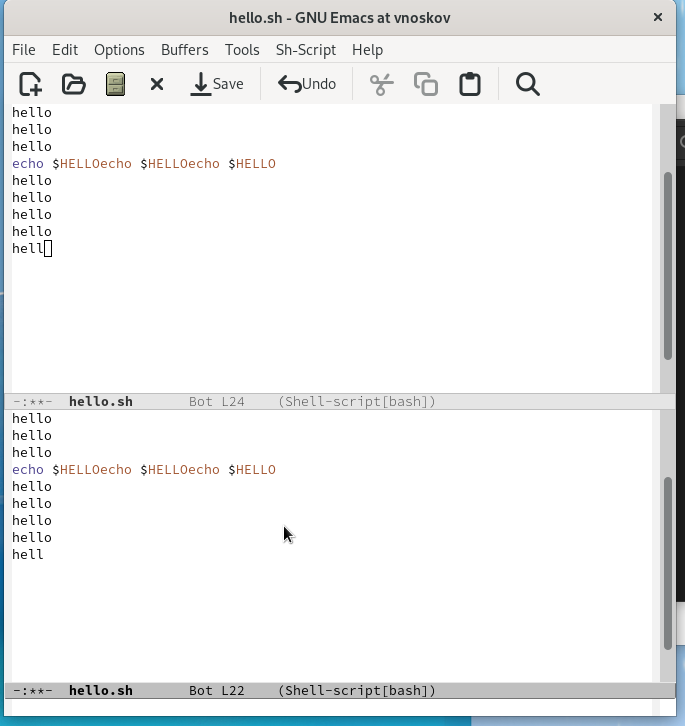 hello.sh - GNU Emacs at vnoskov
File Edit Options Buffers Tools Sh-Script Help
Save Undo
hello
hello
hello
echo $HELLOecho $HELLOecho $HELLO
hello
hello
hello
hello
hell
-:**- hello.sh Bot L24 (Shell-script[bash])
hello
hello
hello
echo $HELLOecho $HELLOecho $HELLO
hello
hello
hello
hello
hell
-:**- hello.sh Bot L22 (Shell-script[bash])